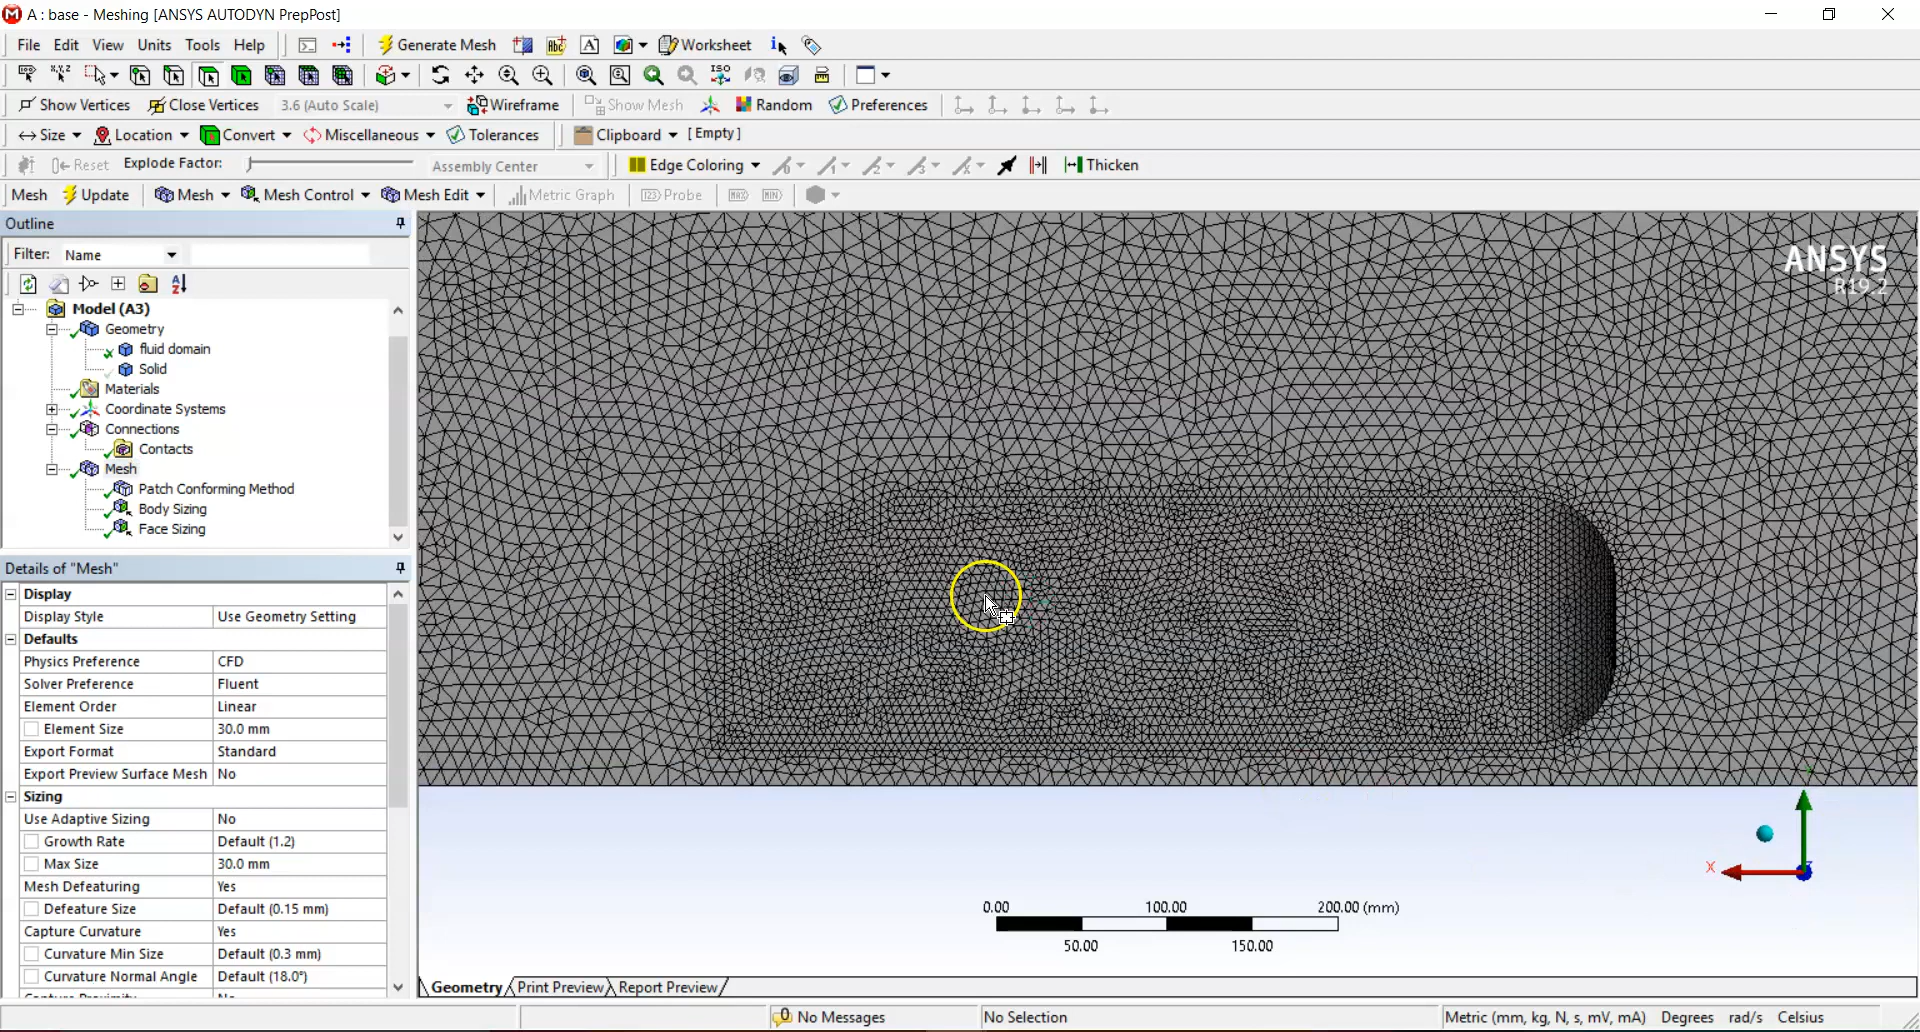 A : base - Meshing [ANSYS AUTODYN PrepPost]
File Edit View Units Tools Help Generate Mesh Worksheet
Show Vertices Close Vertices 3.6 (Auto Scale) Wireframe Show Mesh Random Preferences
Size Location Convert Miscellaneous Tolerances Clipboard [Empty]
Reset Explode Factor: Assembly Center Edge Coloring Thicken
Mesh Update Mesh Mesh Control Mesh Edit Metric Graph Probe
Outline
Filter: Name
Model (A3)
Geometry
fluid domain
Solid
Materials
Coordinate Systems
Connections
Contacts
Mesh
Patch Conforming Method
Body Sizing
Face Sizing
Details of "Mesh"
Display
Display Style Use Geometry Setting
Defaults
Physics Preference CFD
Solver Preference Fluent
Element Order Linear
Element Size 30.0 mm
Export Format Standard
Export Preview Surface Mesh No
Sizing
Use Adaptive Sizing No
Growth Rate Default (1.2)
Max Size 30.0 mm
Mesh Defeaturing Yes
Defeature Size Default (0.15 mm)
Capture Curvature Yes
Curvature Min Size Default (0.3 mm)
Curvature Normal Angle Default (18.0°)
ANSYS
R19.2
X
0.00 100.00 200.00 (mm)
50.00 150.00
Geometry Print Preview Report Preview
No Messages No Selection Metric (mm, kg, N, s, mV, mA) Degrees rad/s Celsius